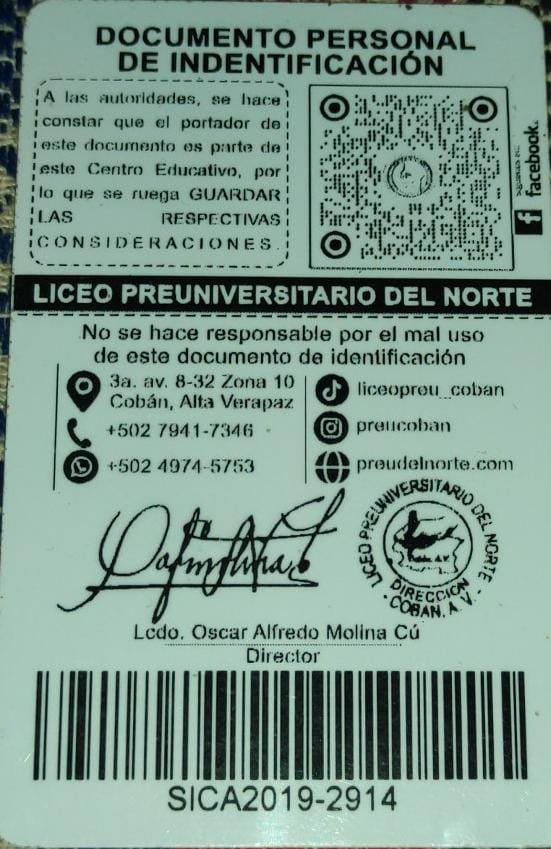 DOCUMENTO PERSONAL
DE INDENTIFICACIÓN
A las autoridades, se hace
constar que el portador de
este documento es parte de
este Centro Educativo, por
lo que se ruega GUARDAR
LAS RESPECTIVAS
CONSIDERACIONES.
facebook.
LICEO PREUNIVERSITARIO DEL NORTE
No se hace responsable por el mal uso
de este documento de identificación
3a. av. 8-32 Zona 10
Cobán, Alta Verapaz
+502 7941-7346
+502 4974-5753
liceopreu_coban
preucoban
preudelnorte.com
LICEO PREUNIVERSITARIO DEL NORTE
DIRECCION
- COBAN, A. V. -
Lcdo. Oscar Alfredo Molina Cú
Director
SICA2019-2914